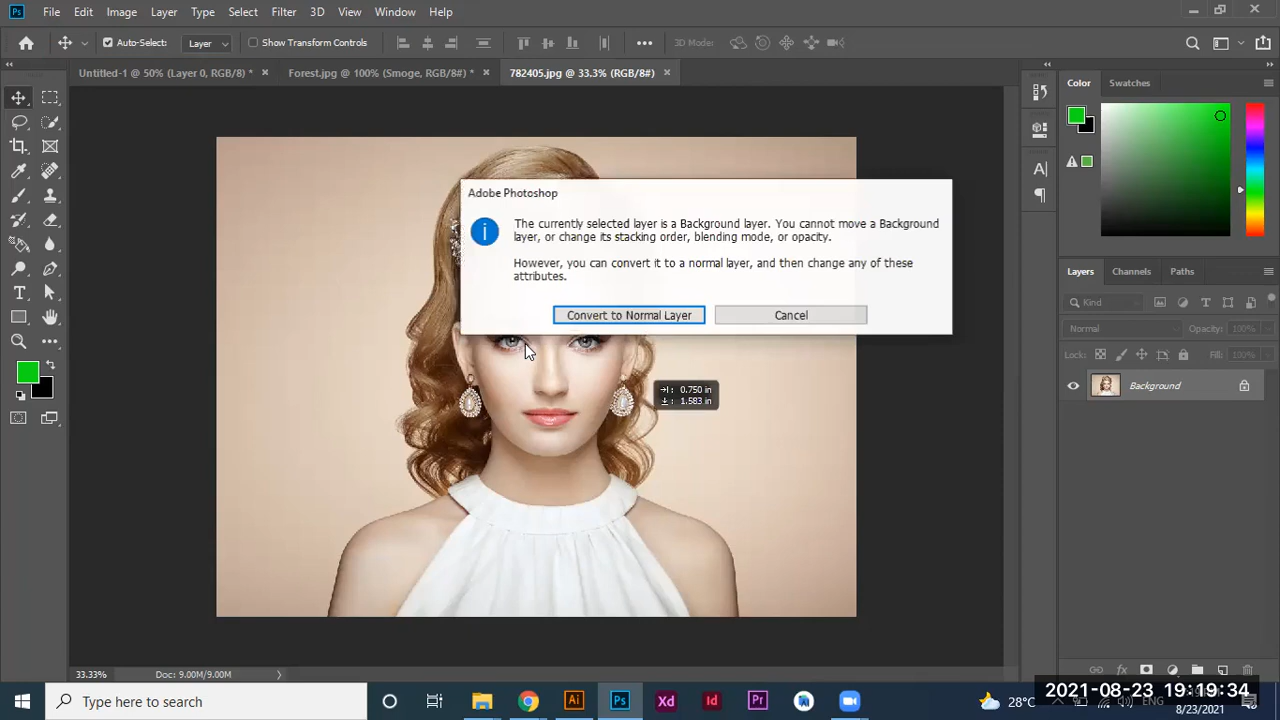 Ps File Edit Image Layer Type Select Filter 3D View Window Help
Auto-Select: Layer Show Transform Controls ••• 3D Mode:
Untitled-1 @ 50% (Layer 0, RGB/8) * × Forest.jpg @ 100% (Smoge, RGB/8#) * × 782405.jpg @ 33.3% (RGB/8#) ×
Color Swatches
Adobe Photoshop
The currently selected layer is a Background layer. You cannot move a Background
layer, or change its stacking order, blending mode, or opacity.
However, you can convert it to a normal layer, and then change any of these
attributes.
Convert to Normal Layer Cancel
Layers Channels Paths
Kind
Normal Opacity: 100%
Lock: Fill: 100%
Background
0.750 in
1.583 in
33.33% Doc: 9.00M/9.00M
Type here to search
Ai Ps Xd Id Pr
28°C ENG
2021-08-23 19:19:34
8/23/2021